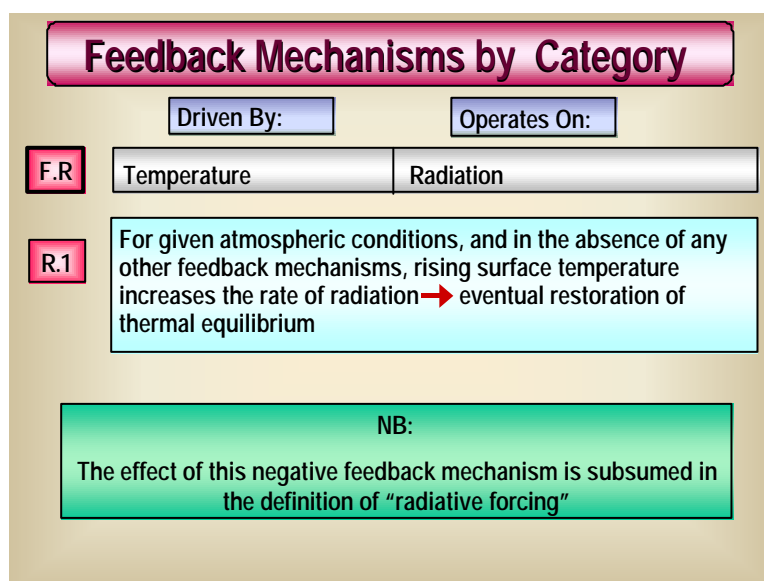 Feedback Mechanisms by Category
Driven By: Operates On:
F.R Temperature Radiation
R.1
For given atmospheric conditions, and in the absence of any
other feedback mechanisms, rising surface temperature
increases the rate of radiation→ eventual restoration of
thermal equilibrium
NB:
The effect of this negative feedback mechanism is subsumed in
the definition of “radiative forcing”